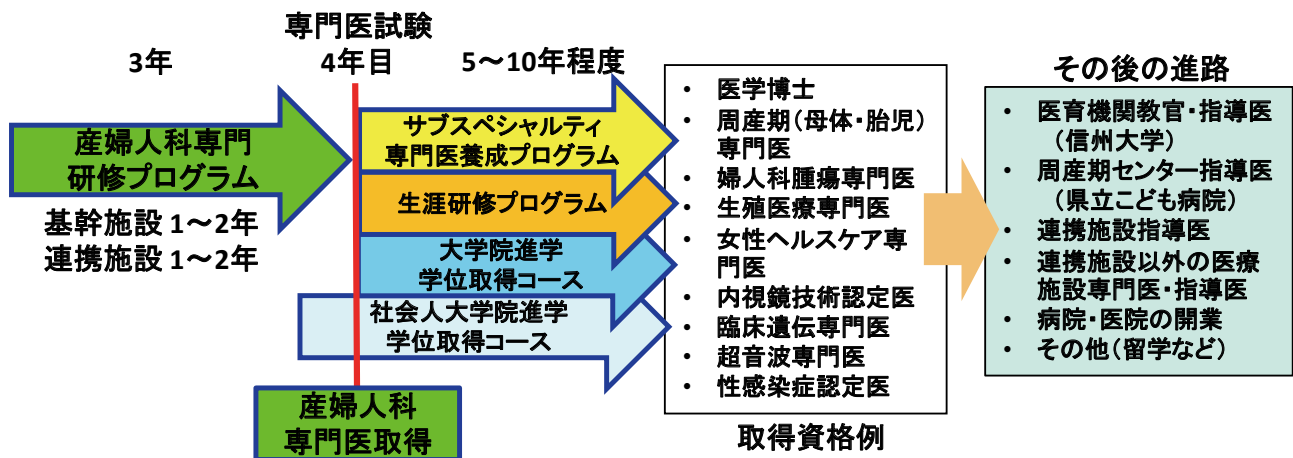 3年
専門医試験
4年目
5～10年程度
産婦人科専門
研修プログラム
基幹施設 1～2年
連携施設 1～2年
サブスペシャルティ
専門医養成プログラム
生涯研修プログラム
大学院進学
学位取得コース
社会人大学院進学
学位取得コース
産婦人科
専門医取得
• 医学博士
• 周産期（母体・胎児）
専門医
• 婦人科腫瘍専門医
• 生殖医療専門医
• 女性ヘルスケア専
門医
• 内視鏡技術認定医
• 臨床遺伝専門医
• 超音波専門医
• 性感染症認定医
取得資格例
その後の進路
• 医育機関教官・指導医
（信州大学）
• 周産期センター指導医
（県立こども病院）
• 連携施設指導医
• 連携施設以外の医療
施設専門医・指導医
• 病院・医院の開業
• その他（留学など）